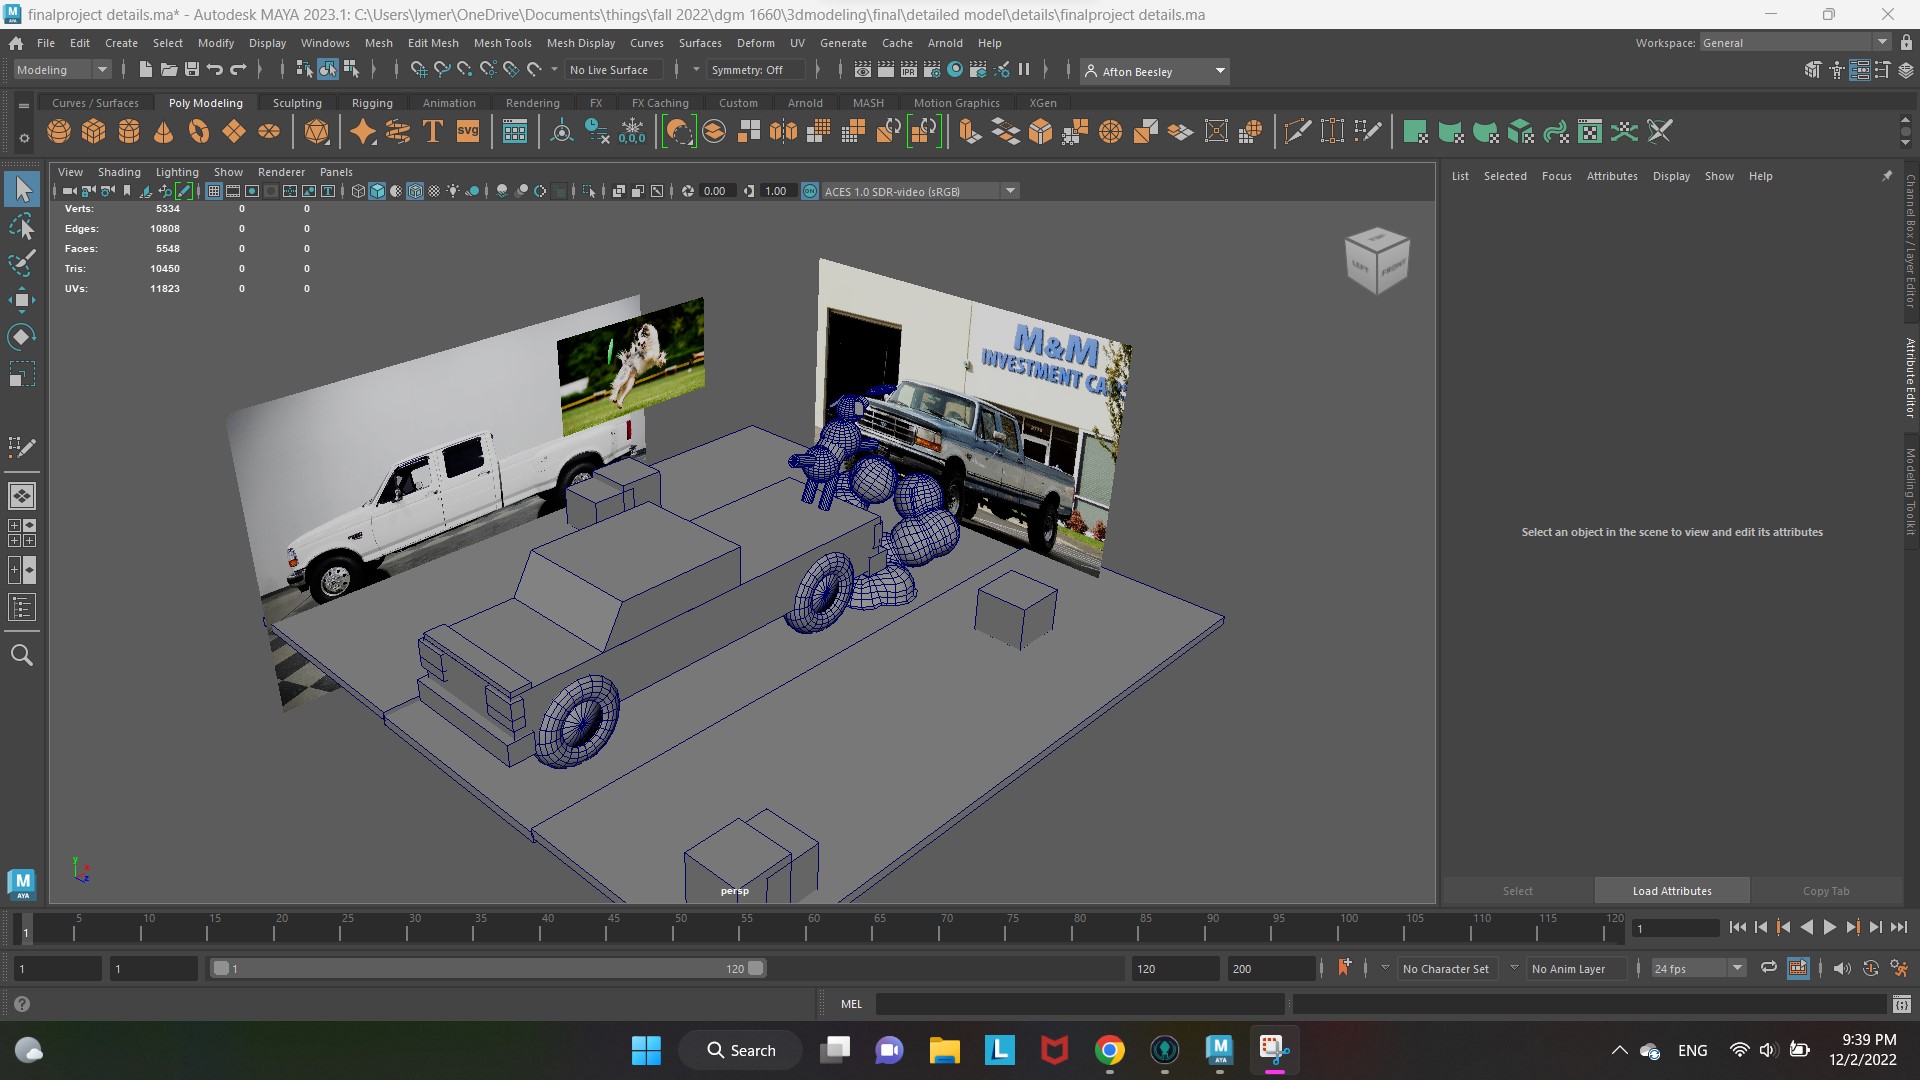 finalproject details.ma* - Autodesk MAYA 2023.1: C:\Users\lymer\OneDrive\Documents\things\fall 2022\dgm 1660\3dmodeling\final\detailed model\details\finalproject details.ma
File Edit Create Select Modify Display Windows Mesh Edit Mesh Mesh Tools Mesh Display Curves Surfaces Deform UV Generate Cache Arnold Help
Workspace: General
Modeling
No Live Surface
Symmetry: Off
IPR
Afton Beesley
Curves / Surfaces Poly Modeling Sculpting Rigging Animation Rendering FX FX Caching Custom Arnold MASH Motion Graphics XGen
T
SVG
0,0,0
View Shading Lighting Show Renderer Panels
0.00
1.00
ON
ACES 1.0 SDR-video (sRGB)
Verts: 5334 0 0
Edges: 10808 0 0
Faces: 5548 0 0
Tris: 10450 0 0
UVs: 11823 0 0
LEFT
FRONT
M&M
INVESTMENT CA
persp
y
x
z
List Selected Focus Attributes Display Show Help
Select an object in the scene to view and edit its attributes
Channel Box / Layer Editor
Attribute Editor
Modeling Toolkit
Select
Load Attributes
Copy Tab
M
AYA
5 10 15 20 25 30 35 40 45 50 55 60 65 70 75 80 85 90 95 100 105 110 115 120
1
1
1
1
1
120
120
200
No Character Set
No Anim Layer
24 fps
MEL
Search
L
M
AYA
ENG
9:39 PM
12/2/2022